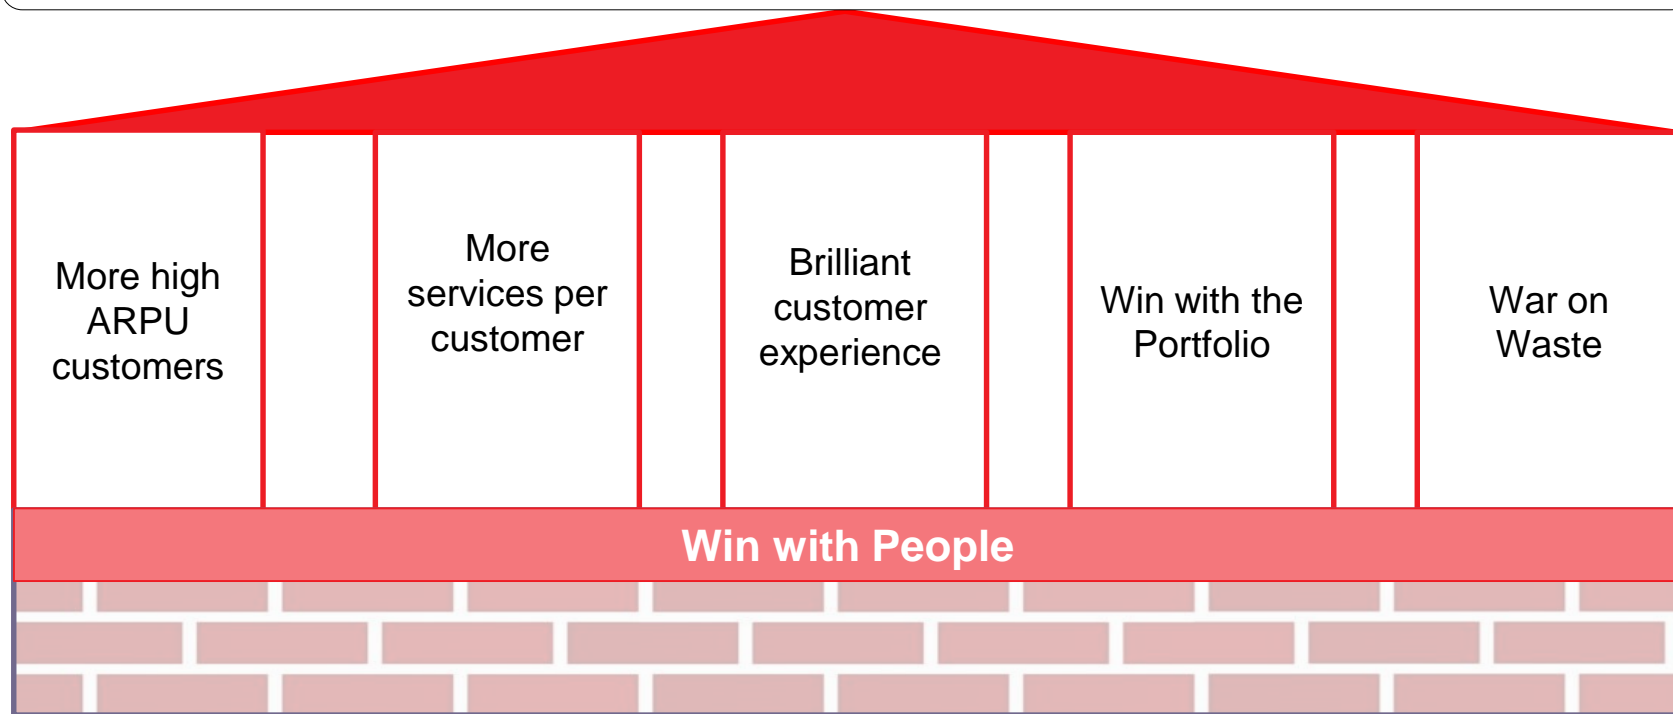 More high
ARPU
customers
More
services per
customer
Brilliant
customer
experience
Win with the
Portfolio
War on
Waste
Win with People